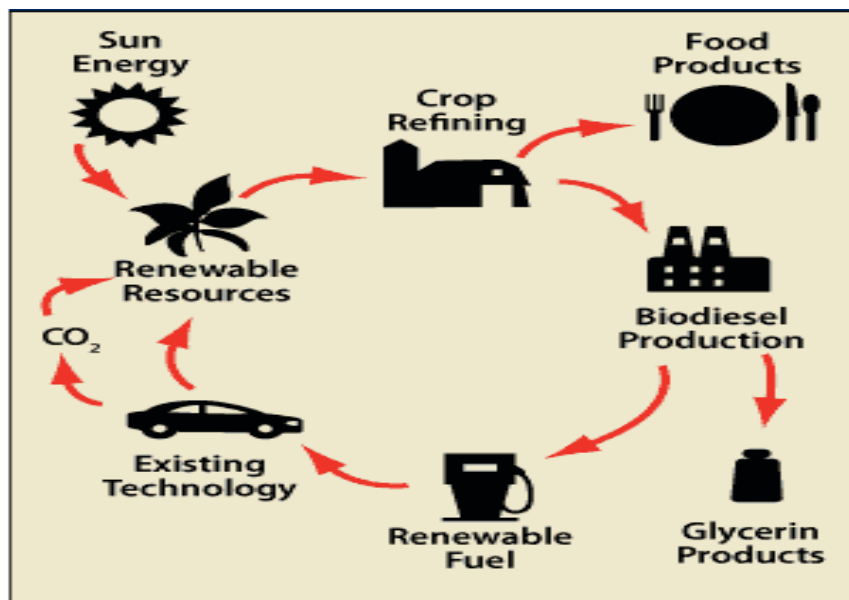 Sun
Energy
Food
Products
Crop
Refining
Renewable
Resources
Biodiesel
Production
CO₂
Existing
Technology
Renewable
Fuel
Glycerin
Products